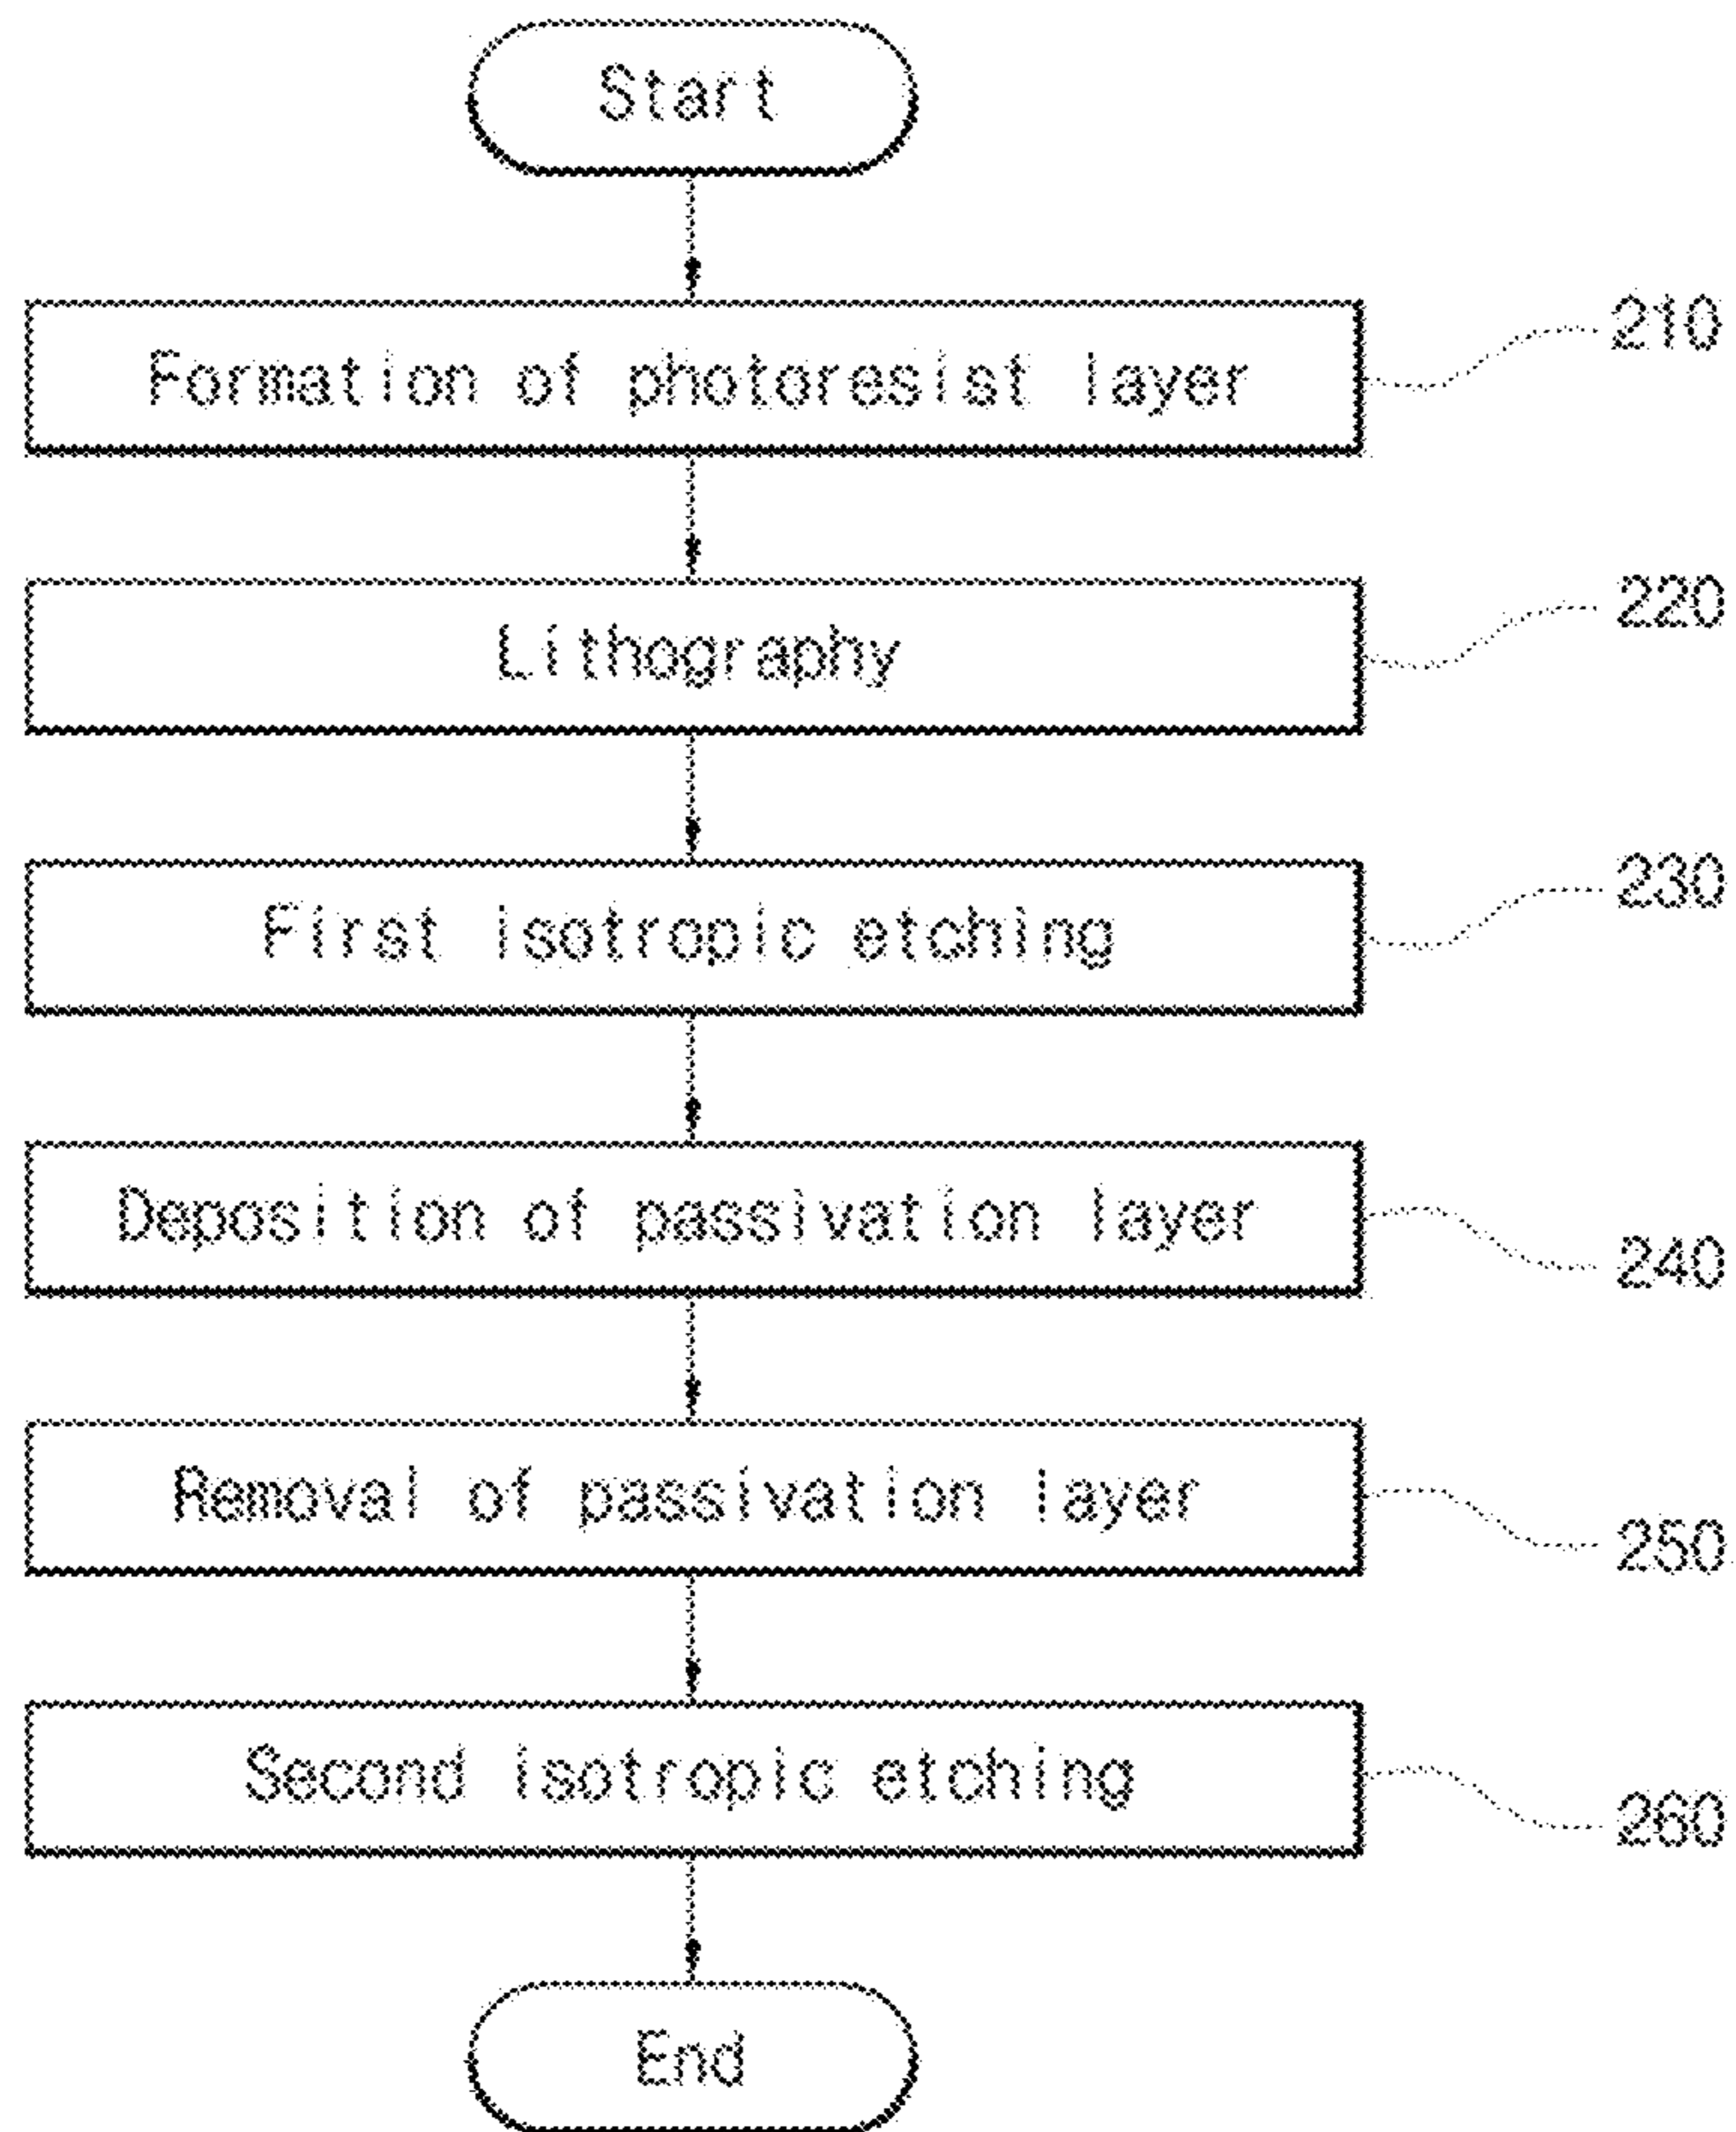 Start
Formation of photoresist layer
210
Lithography
220
First isotropic etching
230
Deposition of passivation layer
240
Removal of passivation layer
250
Second isotropic etching
260
End